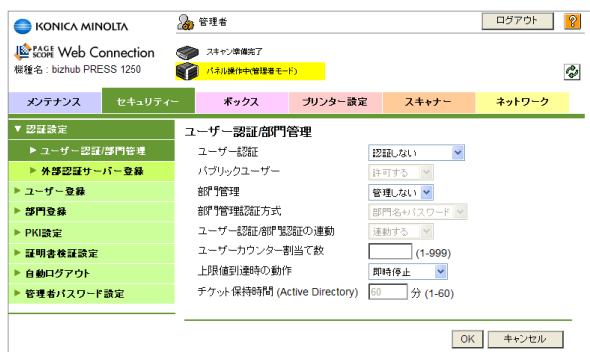 KONICA MINOLTA
管理者
ログアウト
?
PAGE SCOPE Web Connection
スキャン準備完了
機種名 : bizhub PRESS 1250
パネル操作中(管理者モード)
メンテナンス
セキュリティー
ボックス
プリンター設定
スキャナー
ネットワーク
▼ 認証設定
▶ ユーザー認証/部門管理
▶ 外部認証サーバー登録
▶ ユーザー登録
▶ 部門登録
▶ PKI設定
▶ 証明書検証設定
▶ 自動ログアウト
▶ 管理者パスワード設定
ユーザー認証/部門管理
ユーザー認証 認証しない
パブリックユーザー 許可する
部門管理 管理しない
部門管理認証方式 部門名+パスワード
ユーザー認証/部門認証の連動 連動する
ユーザーカウンター割当て数 (1-999)
上限値到達時の動作 即時停止
チケット保持時間 (Active Directory) 60 分 (1-60)
OK キャンセル